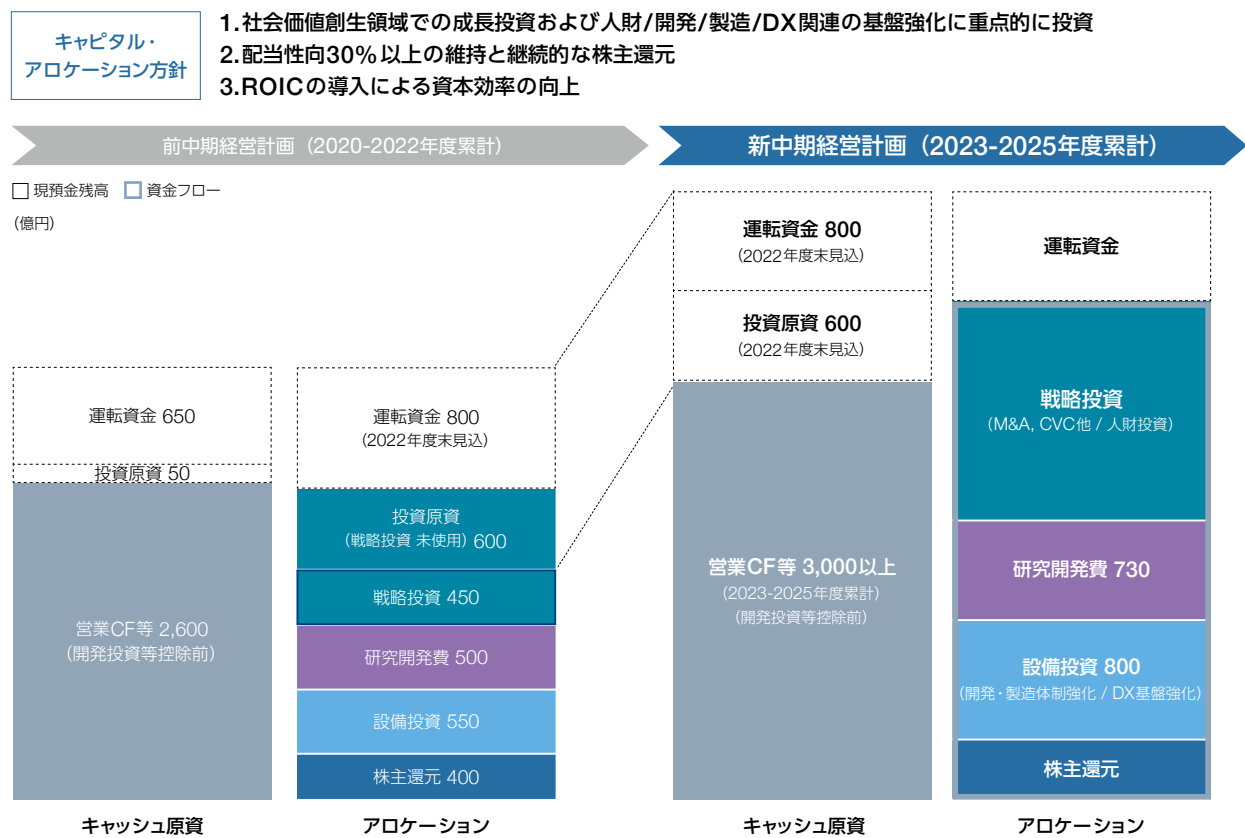 キャピタル・
アロケーション方針
1.社会価値創生領域での成長投資および人財/開発/製造/DX関連の基盤強化に重点的に投資
2.配当性向30%以上の維持と継続的な株主還元
3.ROICの導入による資本効率の向上
前中期経営計画（2020-2022年度累計）
新中期経営計画（2023-2025年度累計）
現預金残高 資金フロー
（億円）
運転資金 650
投資原資 50
営業CF等 2,600
（開発投資等控除前）
キャッシュ原資
運転資金 800
（2022年度末見込）
投資原資
（戦略投資 未使用）600
戦略投資 450
研究開発費 500
設備投資 550
株主還元 400
アロケーション
運転資金 800
（2022年度末見込）
投資原資 600
（2022年度末見込）
営業CF等 3,000以上
（2023-2025年度累計）
（開発投資等控除前）
キャッシュ原資
運転資金
戦略投資
（M&A, CVC他 / 人財投資）
研究開発費 730
設備投資 800
（開発・製造体制強化 / DX基盤強化）
株主還元
アロケーション